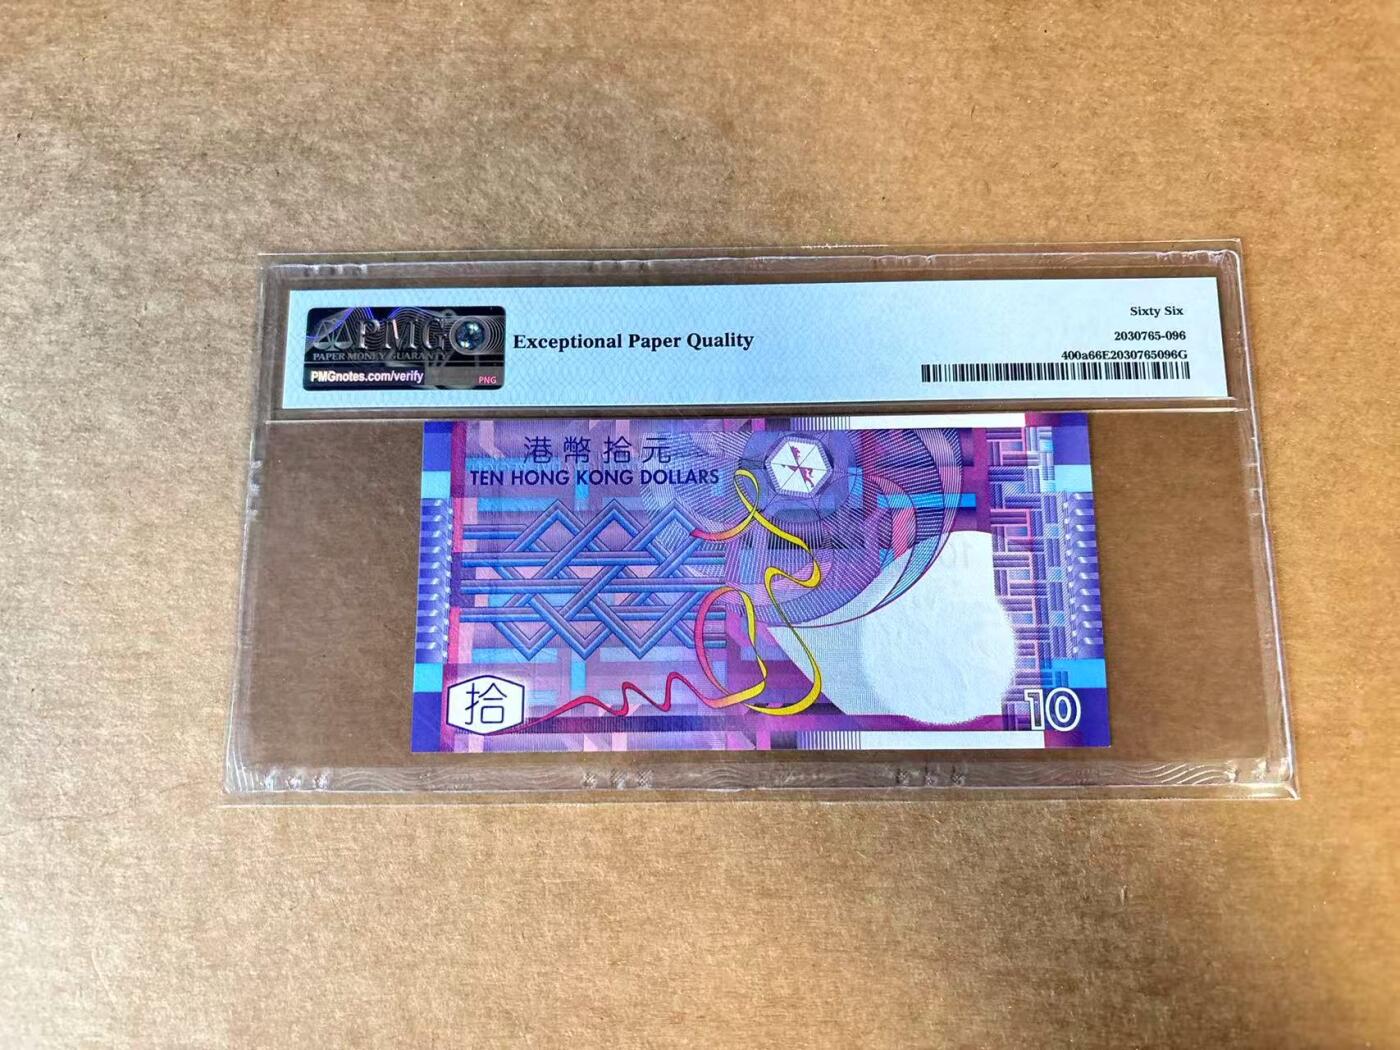 PMG
PAPER MONEY GUARANTY
PMGnotes.com/verify
PNG
Exceptional Paper Quality
Sixty Six
2030765-096
400a66E2030765096G
港幣拾元
TEN HONG KONG DOLLARS
拾
10